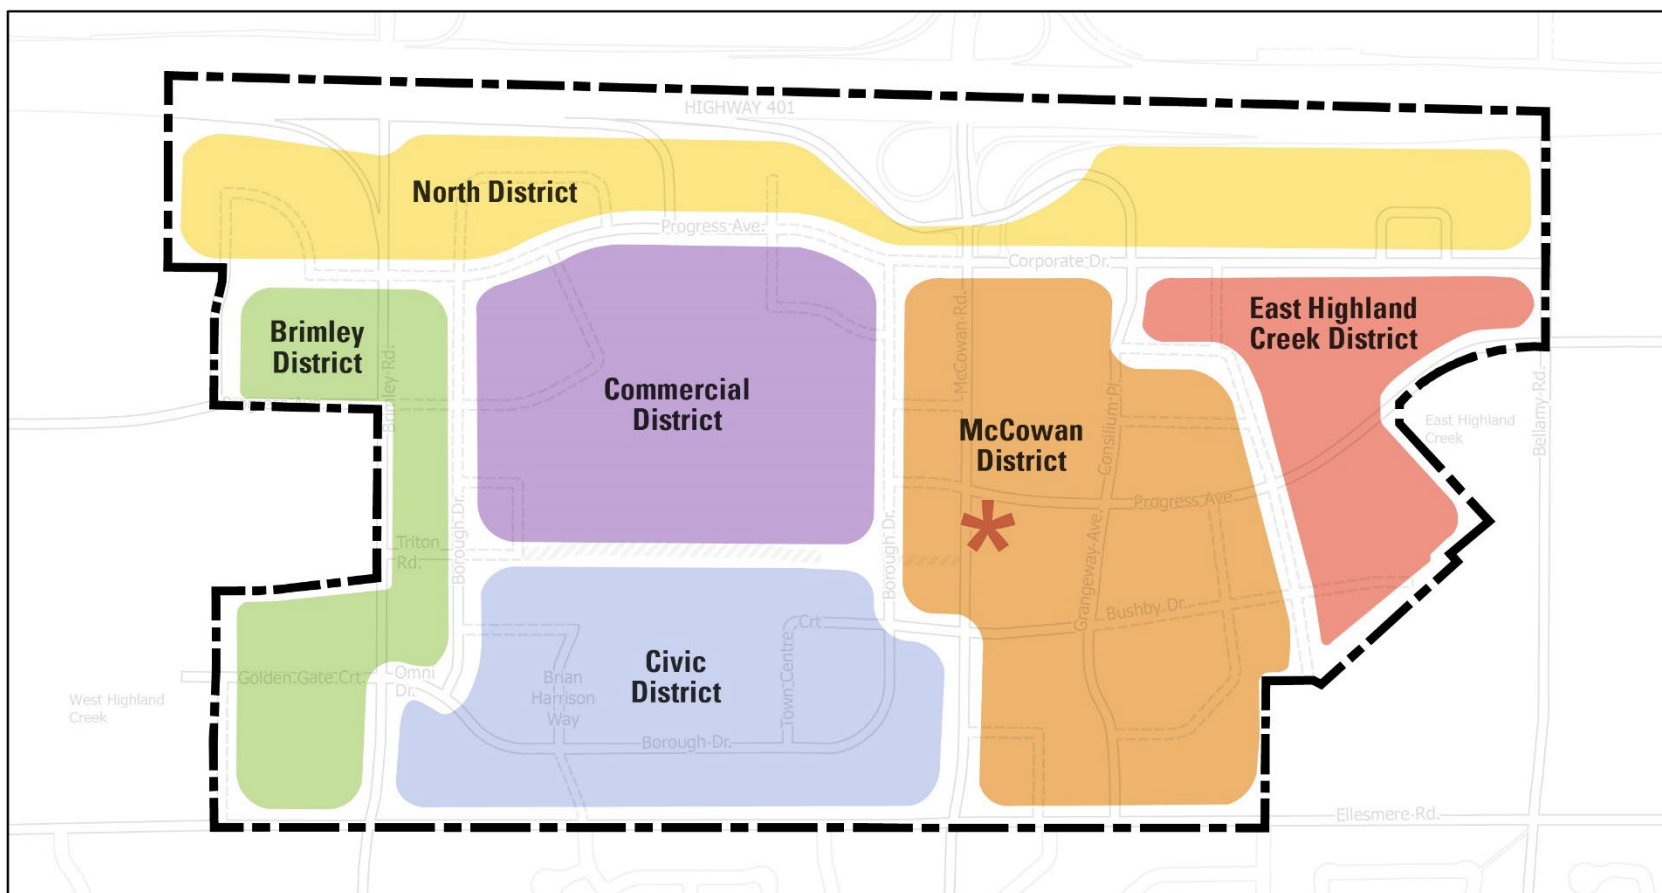 HIGHWAY 401
North District
Progress Ave.
Corporate Dr.
Brimley
District
Brimley Rd.
Commercial
District
McCowan Rd.
McCowan
District
Consilium Pl.
East Highland
Creek District
East Highland
Creek
Bellamy Rd.
Progress Ave.
Triton
Rd.
Borough Dr.
Borough Dr.
Grangeway Ave.
Bushby Dr.
Golden Gate Crt.
Omni
Dr.
West Highland
Creek
Brian
Harrison
Way
Civic
District
Town Centre
Crt
Borough Dr.
Ellesmere Rd.